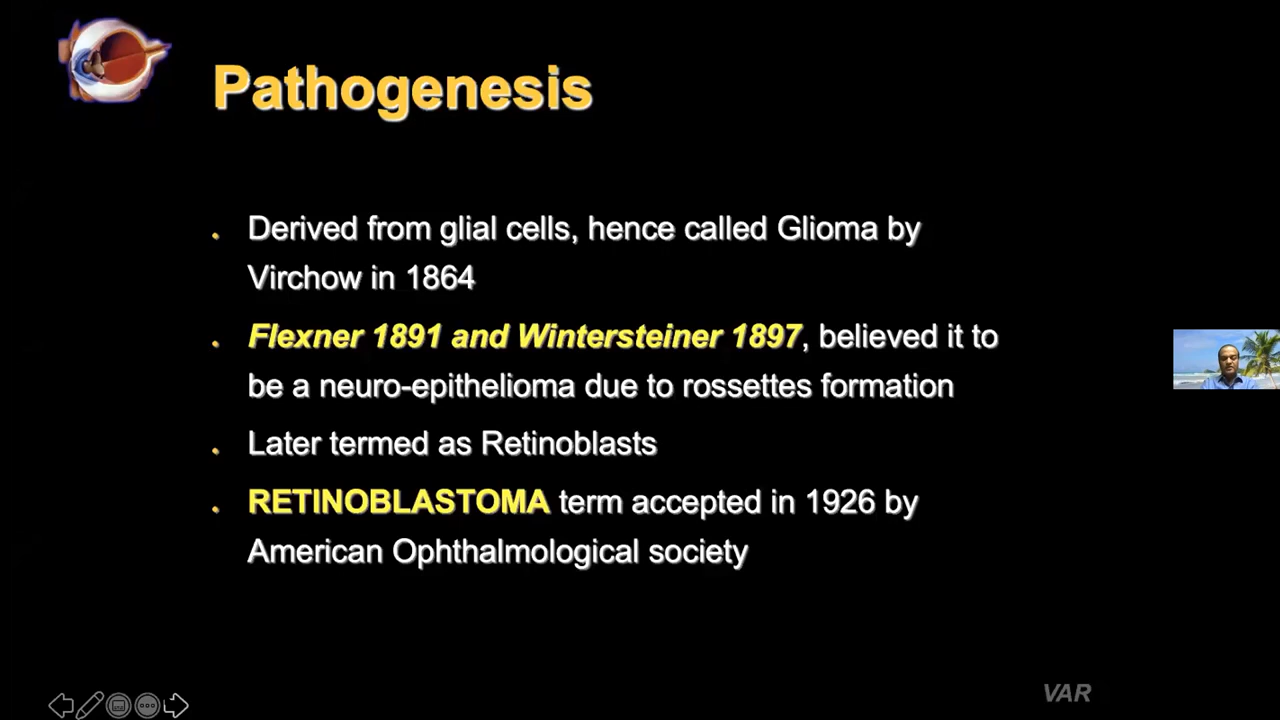 Pathogenesis
. Derived from glial cells, hence called Glioma by
Virchow in 1864
. Flexner 1891 and Wintersteiner 1897, believed it to
be a neuro-epithelioma due to rossettes formation
. Later termed as Retinoblasts
. RETINOBLASTOMA term accepted in 1926 by
American Ophthalmological society
VAR